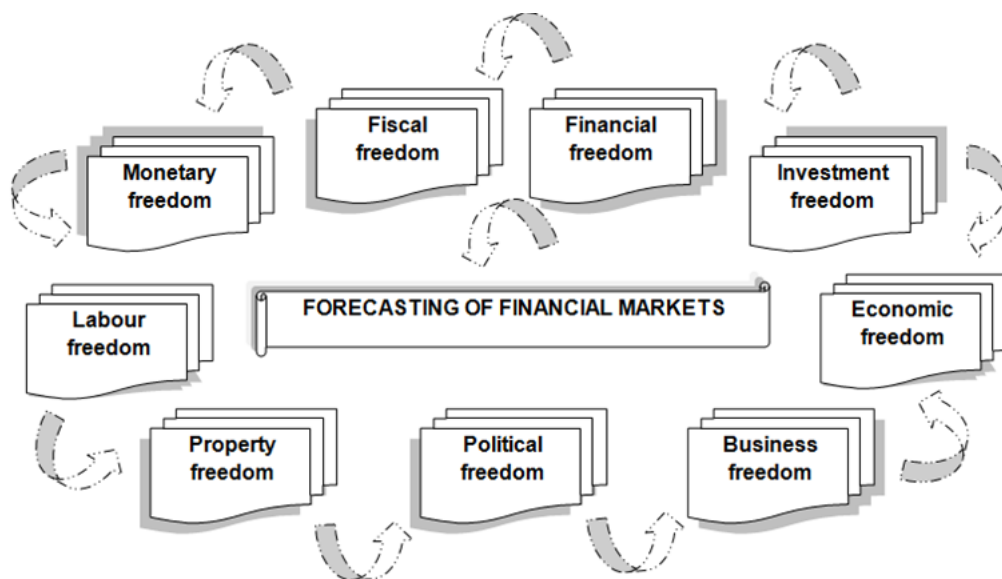 Fiscal
freedom
Financial
freedom
Monetary
freedom
Investment
freedom
FORECASTING OF FINANCIAL MARKETS
Labour
freedom
Economic
freedom
Property
freedom
Political
freedom
Business
freedom